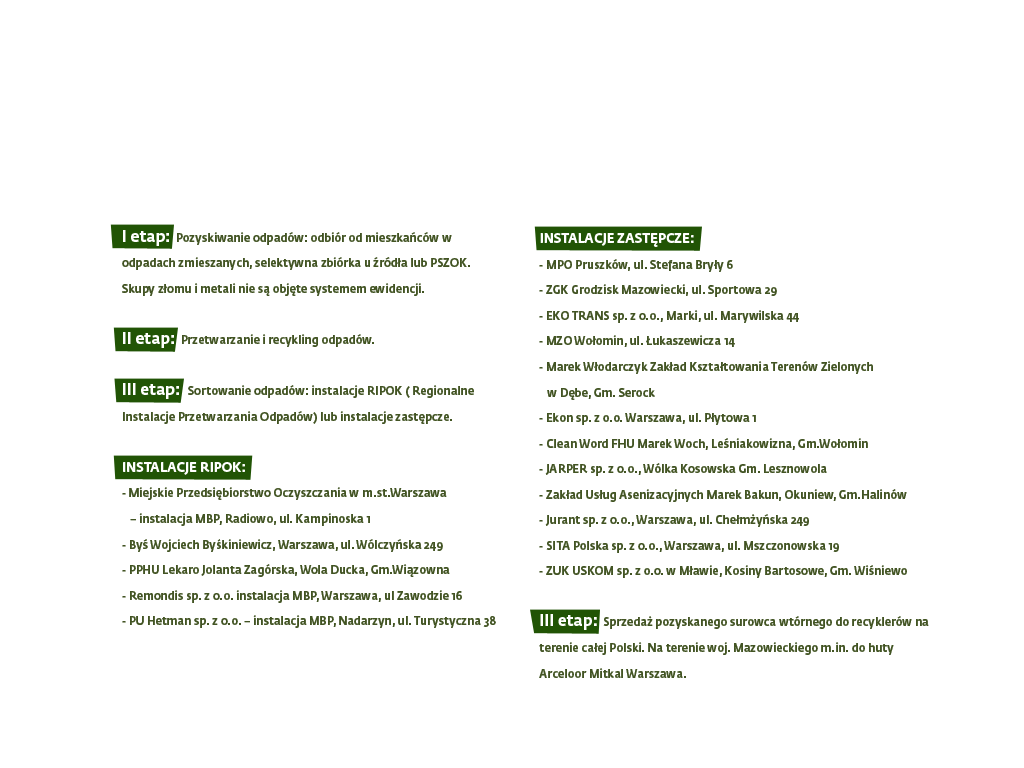 I etap: Pozyskiwanie odpadów: odbiór od mieszkańców w
odpadach zmieszanych, selektywna zbiórka u źródła lub PSZOK.
Skupy złomu i metali nie są objęte systemem ewidencji.
II etap: Przetwarzanie i recykling odpadów.
III etap: Sortowanie odpadów: instalacje RIPOK ( Regionalne
Instalacje Przetwarzania Odpadów) lub instalacje zastępcze.
INSTALACJE RIPOK:
- Miejskie Przedsiębiorstwo Oczyszczania w m.st.Warszawa
– instalacja MBP, Radiowo, ul. Kampinoska 1
- Byś Wojciech Byśkiniewicz, Warszawa, ul. Wólczyńska 249
- PPHU Lekaro Jolanta Zagórska, Wola Ducka, Gm.Wiązowna
- Remondis sp. z o.o. instalacja MBP, Warszawa, ul Zawodzie 16
- PU Hetman sp. z o.o. – instalacja MBP, Nadarzyn, ul. Turystyczna 38
INSTALACJE ZASTĘPCZE:
- MPO Pruszków, ul. Stefana Bryły 6
- ZGK Grodzisk Mazowiecki, ul. Sportowa 29
- EKO TRANS sp. z o.o., Marki, ul. Marywilska 44
- MZO Wołomin, ul. Łukaszewicza 14
- Marek Włodarczyk Zakład Kształtowania Terenów Zielonych
w Dębe, Gm. Serock
- Ekon sp. z o.o. Warszawa, ul. Płytowa 1
- Clean Word FHU Marek Woch, Leśniakowizna, Gm.Wołomin
- JARPER sp. z o.o., Wólka Kosowska Gm. Lesznowola
- Zakład Usług Asenizacyjnych Marek Bakun, Okuniew, Gm.Halinów
- Jurant sp. z o.o., Warszawa, ul. Chełmżyńska 249
- SITA Polska sp. z o.o., Warszawa, ul. Mszczonowska 19
- ZUK USKOM sp. z o.o. w Mławie, Kosiny Bartosowe, Gm. Wiśniewo
III etap: Sprzedaż pozyskanego surowca wtórnego do recyklerów na
terenie całej Polski. Na terenie woj. Mazowieckiego m.in. do huty
Arceloor Mitkal Warszawa.